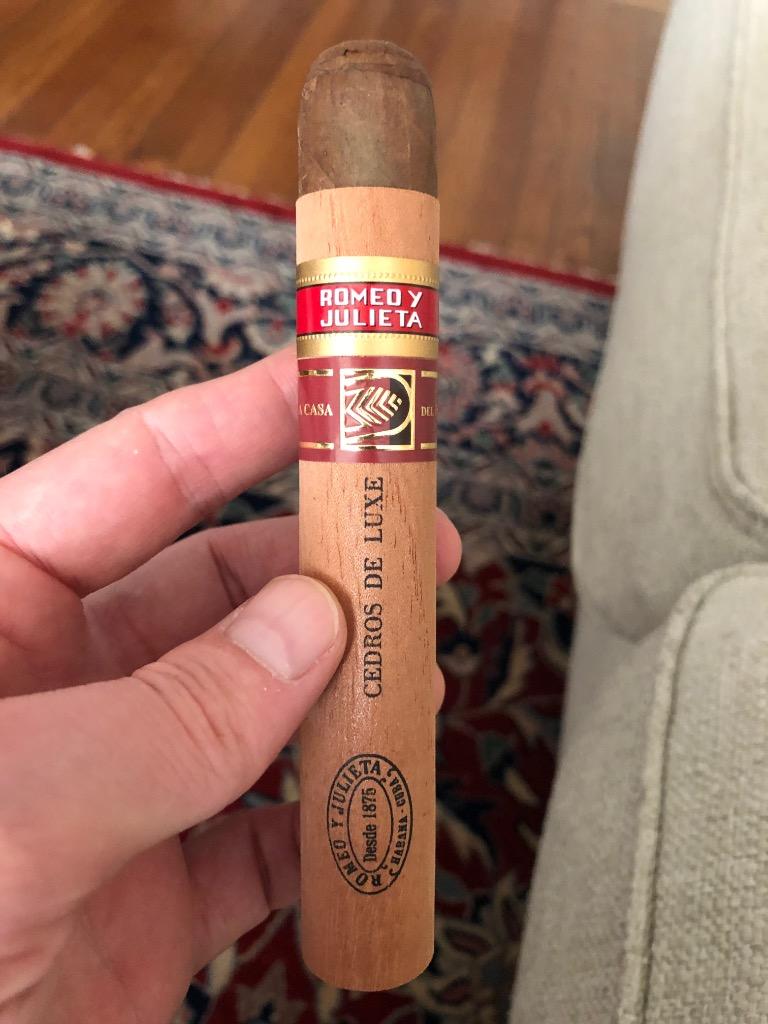 ROMEO Y
JULIETA
A CASA
DEL
CEDROS DE LUXE
ROMEO Y JULIETA
Desde 1875
HABANA - CUBA